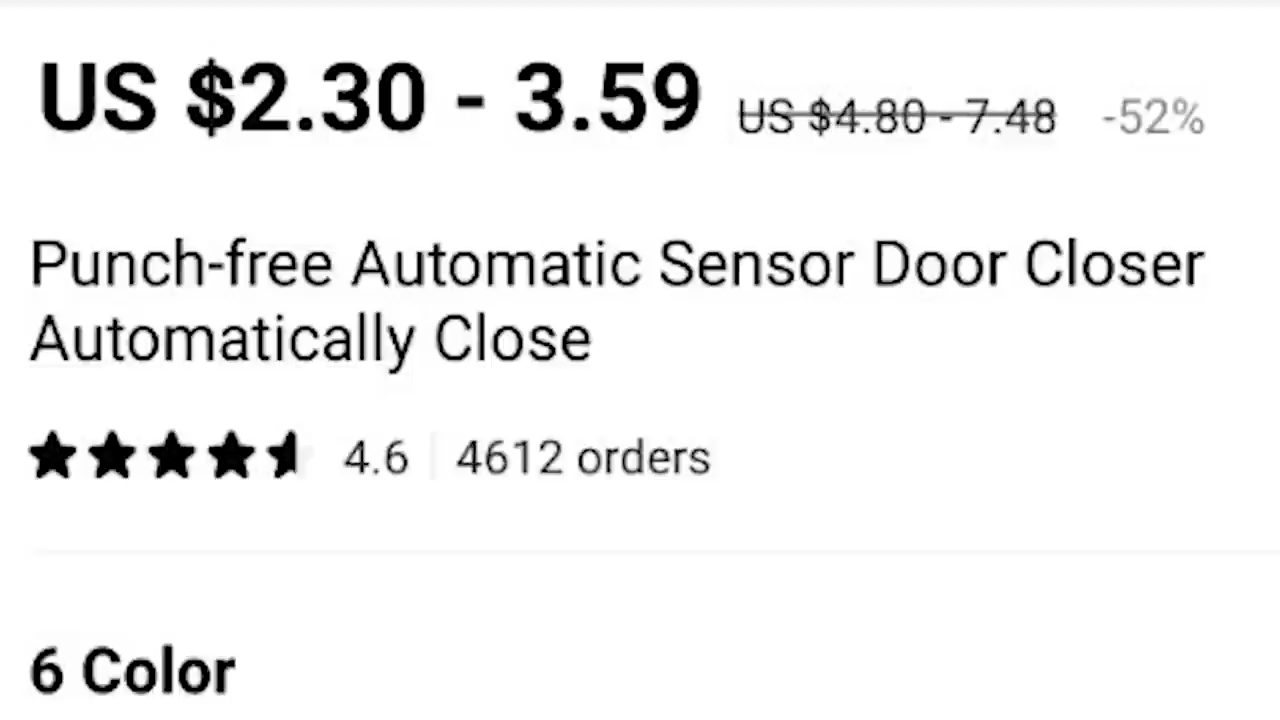 US $2.30 - 3.59 US $4.80 - 7.48 -52%
Punch-free Automatic Sensor Door Closer
Automatically Close
4.6 4612 orders
6 Color